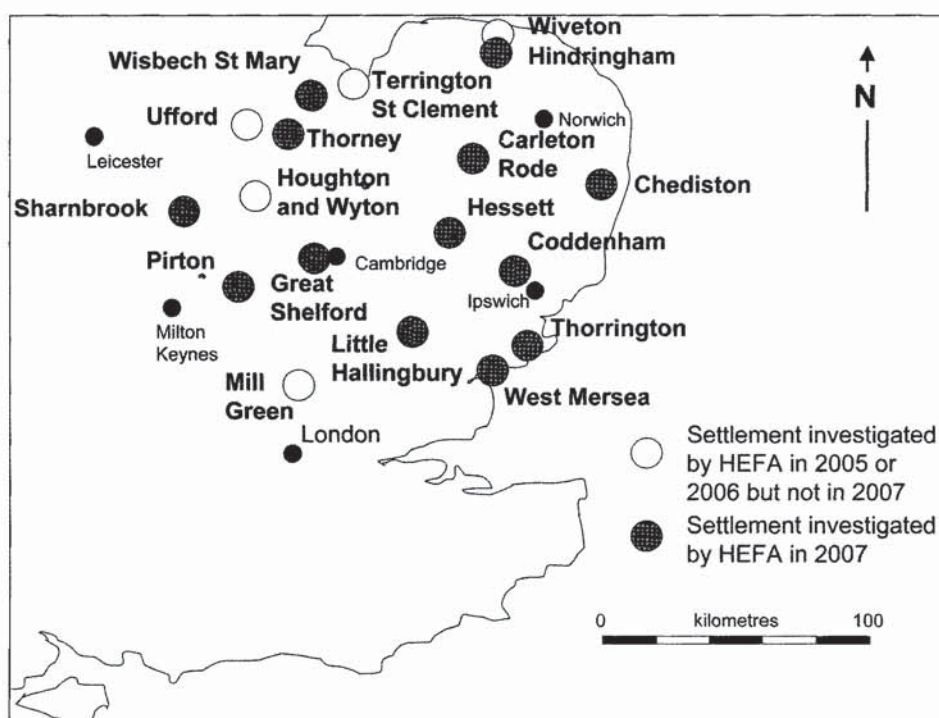 Wiveton
Hindringham
Wisbech St Mary
Terrington
St Clement
N
Ufford
Norwich
Leicester
Thorney
Carleton
Rode
Houghton
and Wyton
Chediston
Sharnbrook
Hessett
Coddenham
Pirton
Cambridge
Great
Shelford
Ipswich
Milton
Keynes
Little
Hallingbury
Thorrington
Mill
Green
West Mersea
London
Settlement investigated
by HEFA in 2005 or
2006 but not in 2007
Settlement investigated
by HEFA in 2007
0 kilometres 100